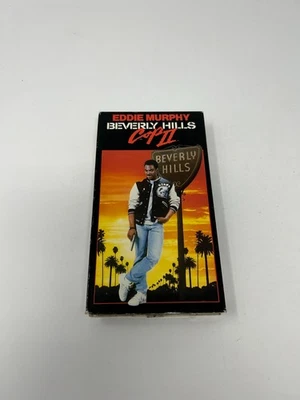 EDDIE MURPHY
BEVERLY HILLS
Cop II
BEVERLY
HILLS